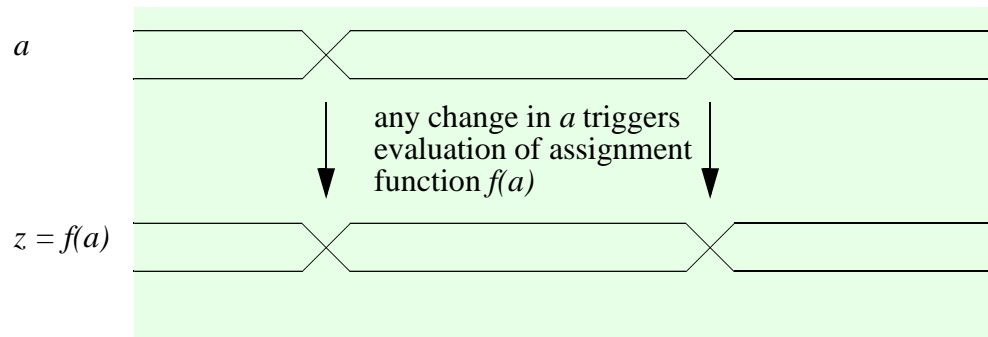 a
any change in a triggers
evaluation of assignment
function f(a)
z = f(a)